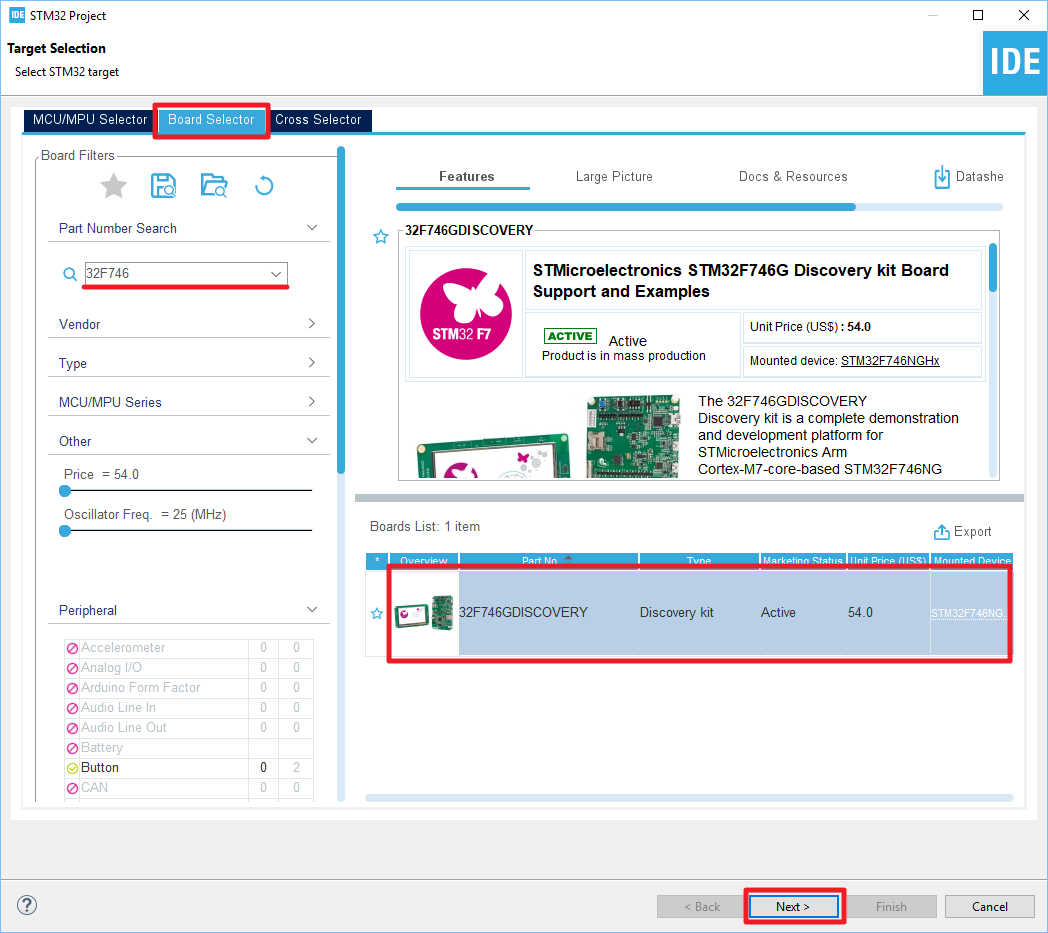 IDE STM32 Project
Target Selection
Select STM32 target
IDE
MCU/MPU Selector
Board Selector
Cross Selector
Board Filters
Part Number Search
32F746
Vendor
Type
MCU/MPU Series
Other
Price = 54.0
Oscillator Freq. = 25 (MHz)
Peripheral
Accelerometer 0 0
Analog I/O 0 0
Arduino Form Factor 0 0
Audio Line In 0 0
Audio Line Out 0 0
Battery
Button 0 2
CAN 0 0
Features
Large Picture
Docs & Resources
Datashe
32F746GDISCOVERY
STM32 F7
STMicroelectronics STM32F746G Discovery kit Board
Support and Examples
ACTIVE Active
Product is in mass production
Unit Price (US$) : 54.0
Mounted device: STM32F746NGHx
The 32F746GDISCOVERY
Discovery kit is a complete demonstration
and development platform for
STMicroelectronics Arm
Cortex-M7-core-based STM32F746NG
Boards List: 1 item
Export
* Overview Part No Type Marketing Status Unit Price (US$) Mounted Device
32F746GDISCOVERY Discovery kit Active 54.0 STM32F746NG...
?
< Back
Next >
Finish
Cancel